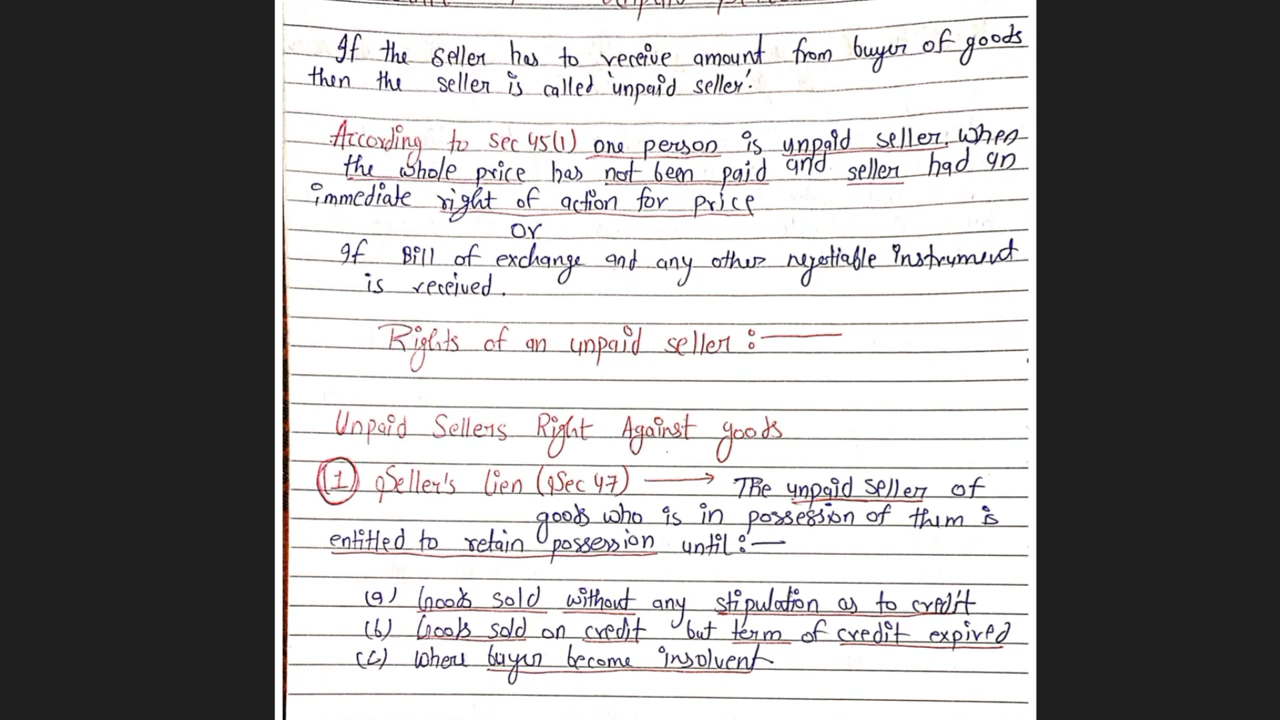 If the seller has to receive amount from buyer of goods
then the seller is called 'unpaid seller'.
According to sec 45(1) one person is unpaid seller, when
the whole price has not been paid and seller had an
immediate right of action for price
or
If Bill of exchange and any other negotiable instrument
is received.
Rights of an unpaid seller :—
Unpaid Sellers Right Against goods
(1) Seller's lien (Sec 47) → The unpaid seller of
goods who is in possession of them is
entitled to retain possession until :—
(a) Goods sold without any stipulation as to credit
(b) Goods sold on credit but term of credit expired
(c) where buyer become insolvent